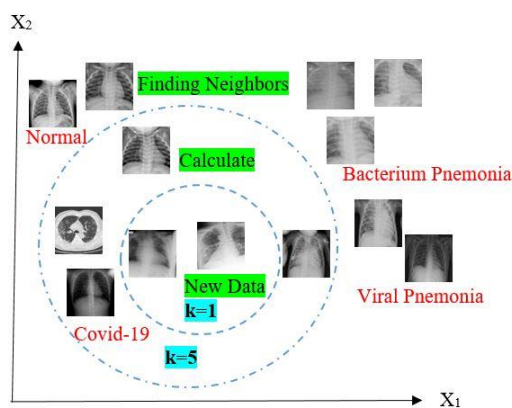 X₂
Finding Neighbors
Normal
Calculate
Bacterium Pnemonia
New Data
Viral Pnemonia
k=1
Covid-19
k=5
X₁